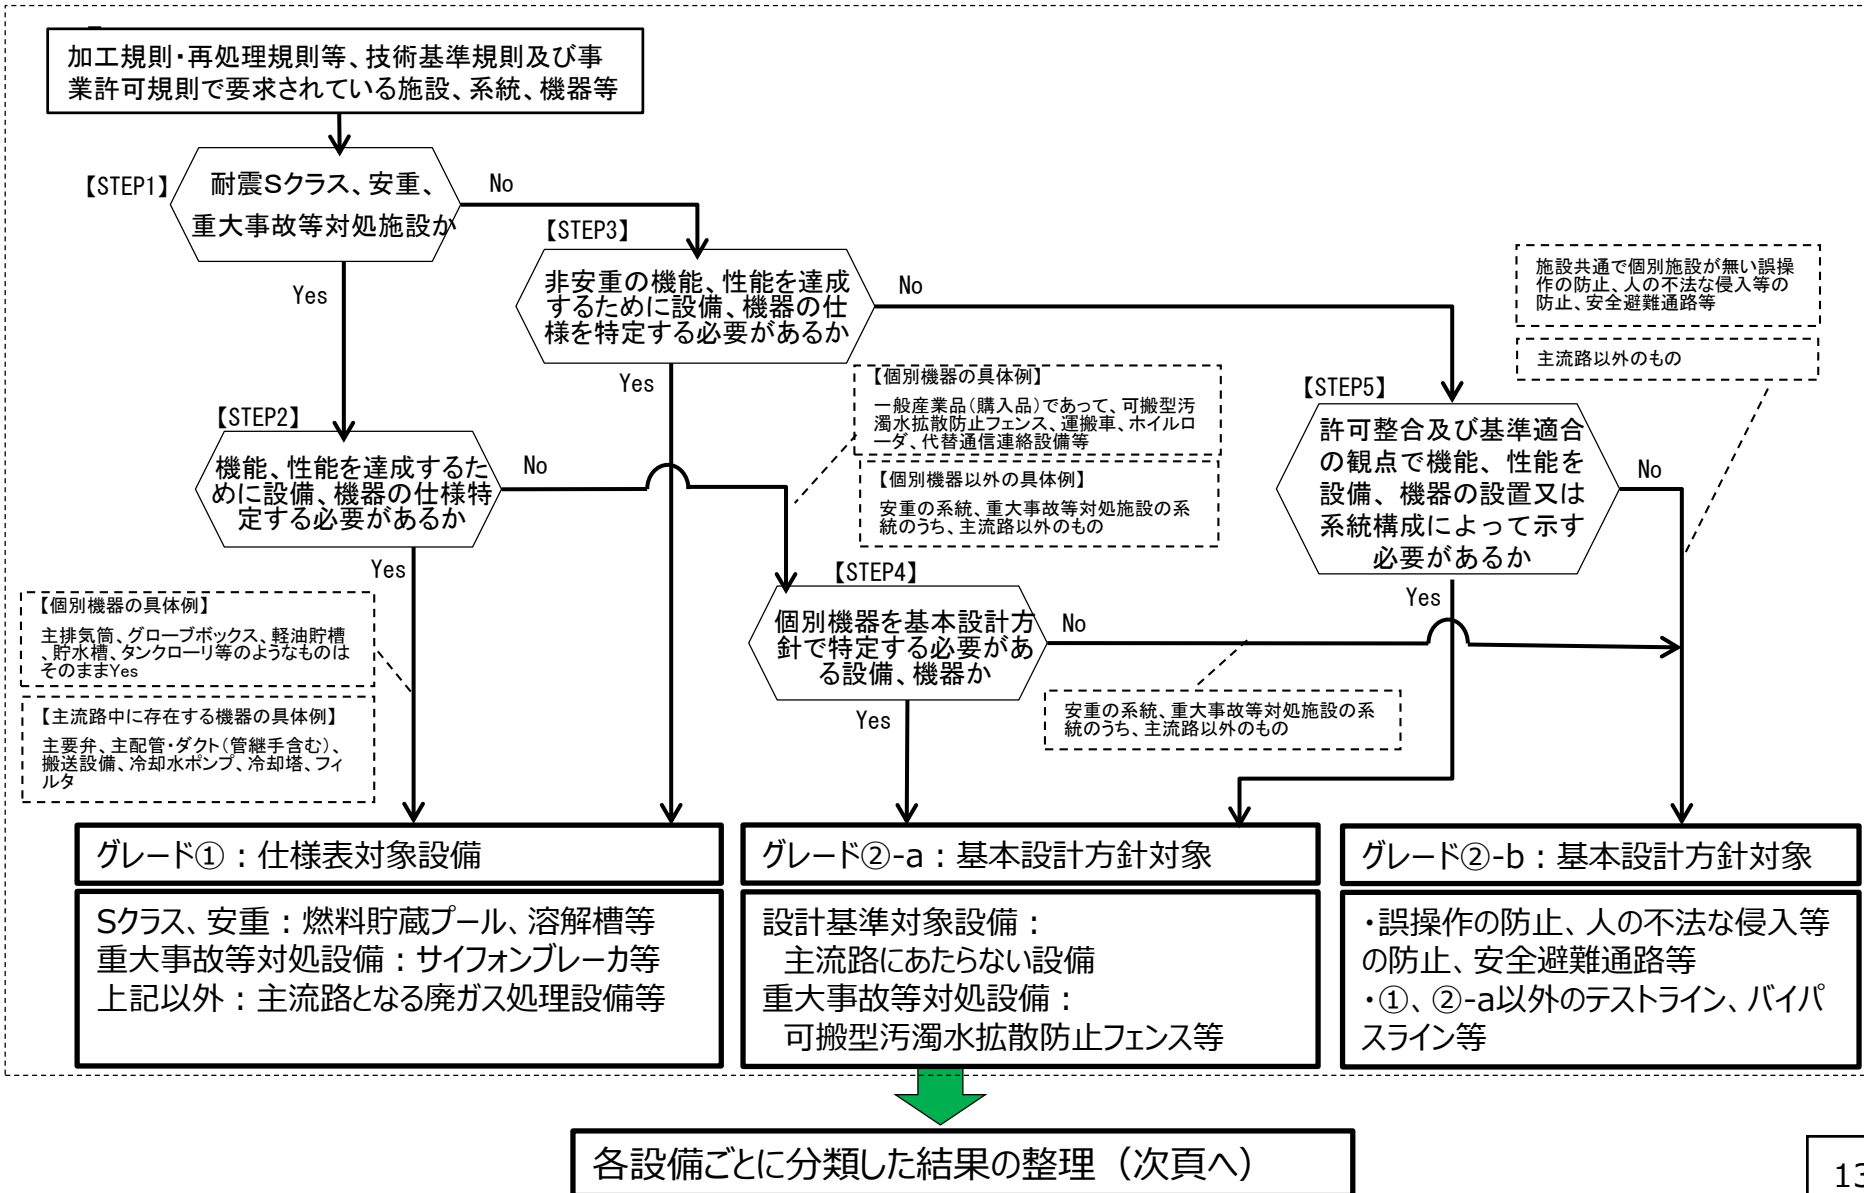 加工規則・再処理規則等、技術基準規則及び事
業許可規則で要求されている施設、系統、機器等
【STEP1】
耐震Sクラス、安重、
重大事故等対処施設か
No
Yes
【STEP3】
非安重の機能、性能を達成
するために設備、機器の仕
様を特定する必要があるか
No
Yes
施設共通で個別施設が無い誤操
作の防止、人の不法な侵入等の
防止、安全避難通路等
主流路以外のもの
【STEP2】
機能、性能を達成するた
めに設備、機器の仕様特
定する必要があるか
No
Yes
【個別機器の具体例】
一般産業品(購入品)であって、可搬型汚
濁水拡散防止フェンス、運搬車、ホイルロ
ーダ、代替通信連絡設備等
【個別機器以外の具体例】
安重の系統、重大事故等対処施設の系
統のうち、主流路以外のもの
【STEP5】
許可整合及び基準適合
の観点で機能、性能を
設備、機器の設置又は
系統構成によって示す
必要があるか
No
Yes
【STEP4】
個別機器を基本設計方
針で特定する必要があ
る設備、機器か
No
Yes
【個別機器の具体例】
主排気筒、グローブボックス、軽油貯槽
、貯水槽、タンクローリ等のようなものは
そのままYes
【主流路中に存在する機器の具体例】
主要弁、主配管・ダクト(管継手含む)、
搬送設備、冷却水ポンプ、冷却塔、フィ
ルタ
安重の系統、重大事故等対処施設の系
統のうち、主流路以外のもの
グレード①：仕様表対象設備
Sクラス、安重：燃料貯蔵プール、溶解槽等
重大事故等対処設備：サイフォンブレーカ等
上記以外：主流路となる廃ガス処理設備等
グレード②-a：基本設計方針対象
設計基準対象設備：
主流路にあたらない設備
重大事故等対処設備：
可搬型汚濁水拡散防止フェンス等
グレード②-b：基本設計方針対象
・誤操作の防止、人の不法な侵入等
の防止、安全避難通路等
・①、②-a以外のテストライン、バイパ
スライン等
各設備ごとに分類した結果の整理（次頁へ）
13